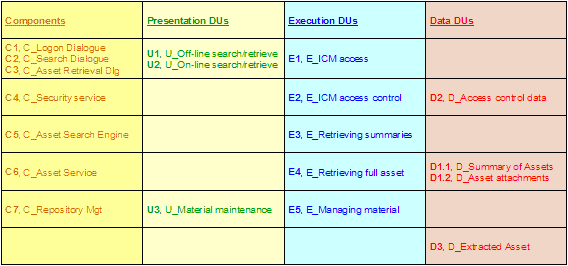 Components Presentation DUs Execution DUs Data DUs
C1, C_Logon Dialogue
C2, C_Search Dialogue
C3, C_Asset Retrieval Dlg
U1, U_Off-line search/retrieve
U2, U_On-line search/retrieve
E1, E_ICM access
C4, C_Security service
E2, E_ICM access control
D2, D_Access control data
C5, C_Asset Search Engine
E3, E_Retrieving summaries
C6, C_Asset Service
E4, E_Retrieving full asset
D1.1, D_Summary of Assets
D1.2, D_Asset attachments
C7, C_Repository Mgt
U3, U_Material maintenance
E5, E_Managing material
D3, D_Extracted Asset